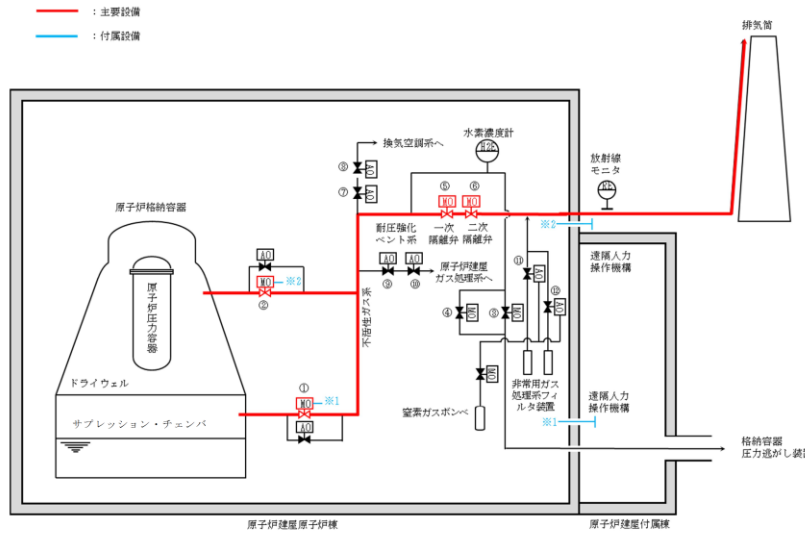 ：主要設備
：付属設備
排気筒
水素濃度計
H2E
換気空調系へ
⑧
AO
⑦
AO
放射線
モニタ
RE
原子炉格納容器
⑤
⑥
MO
MO
耐圧強化
ベント系
一次
隔離弁
二次
隔離弁
※2
遠隔人力
操作機構
AO
MO
※2
②
AO
AO
⑨
⑩
原子炉建屋
ガス処理系へ
⑪
AO
⑫
AO
④
MO
③
MO
原子炉圧力容器
不活性ガス系
ドライウェル
サプレッション・チェンバ
①
MO
※1
AO
MO
窒素ガスボンベ
非常用ガス
処理系フィ
ルタ装置
※1
遠隔人力
操作機構
格納容器
圧力逃がし装置
原子炉建屋原子炉棟
原子炉建屋付属棟